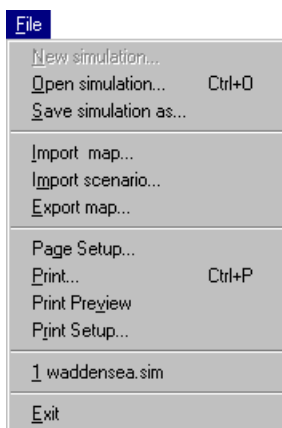 File
New simulation...
Open simulation... Ctrl+O
Save simulation as...
Import map...
Import scenario...
Export map...
Page Setup...
Print... Ctrl+P
Print Preview
Print Setup...
1 waddensea.sim
Exit